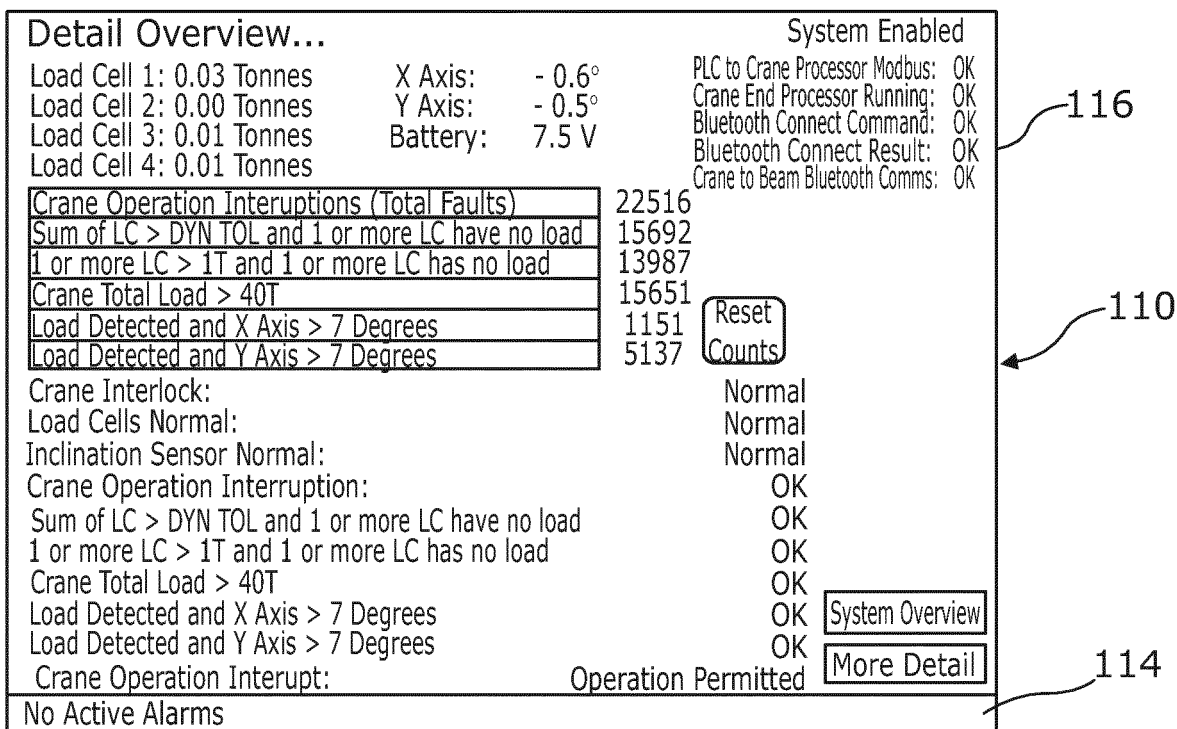 Detail Overview...
System Enabled
Load Cell 1: 0.03 Tonnes
Load Cell 2: 0.00 Tonnes
Load Cell 3: 0.01 Tonnes
Load Cell 4: 0.01 Tonnes
X Axis: - 0.6°
Y Axis: - 0.5°
Battery: 7.5 V
PLC to Crane Processor Modbus: OK
Crane End Processor Running: OK
Bluetooth Connect Command: OK
Bluetooth Connect Result: OK
Crane to Beam Bluetooth Comms: OK
116
Crane Operation Interuptions (Total Faults) 22516
Sum of LC > DYN TOL and 1 or more LC have no load 15692
1 or more LC > 1T and 1 or more LC has no load 13987
Crane Total Load > 40T 15651
Load Detected and X Axis > 7 Degrees 1151
Load Detected and Y Axis > 7 Degrees 5137
Reset
Counts
110
Crane Interlock: Normal
Load Cells Normal: Normal
Inclination Sensor Normal: Normal
Crane Operation Interruption: OK
Sum of LC > DYN TOL and 1 or more LC have no load OK
1 or more LC > 1T and 1 or more LC has no load OK
Crane Total Load > 40T OK
Load Detected and X Axis > 7 Degrees OK
Load Detected and Y Axis > 7 Degrees OK
Crane Operation Interupt: Operation Permitted
System Overview
More Detail
114
No Active Alarms